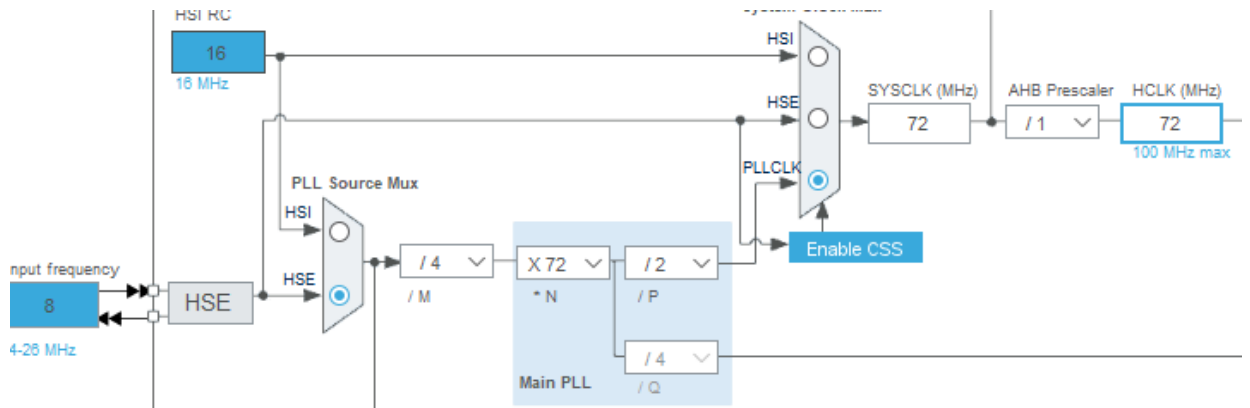 HSI RC
16
16 MHz
HSI
HSE
PLLCLK
SYSCLK (MHz)
72
AHB Prescaler
/ 1
HCLK (MHz)
72
100 MHz max
Enable CSS
PLL Source Mux
HSI
HSE
nput frequency
8
4-26 MHz
HSE
/ 4
/ M
X 72
* N
/ 2
/ P
/ 4
/ Q
Main PLL